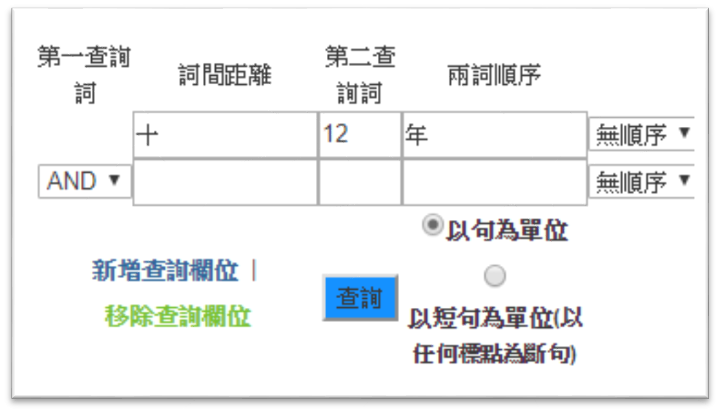 第一查詢詞 詞間距離 第二查詢詞 兩詞順序
十 12 年 無順序
AND 無順序
以句為單位
新增查詢欄位 |
移除查詢欄位
查詢
以短句為單位(以
任何標點為斷句)